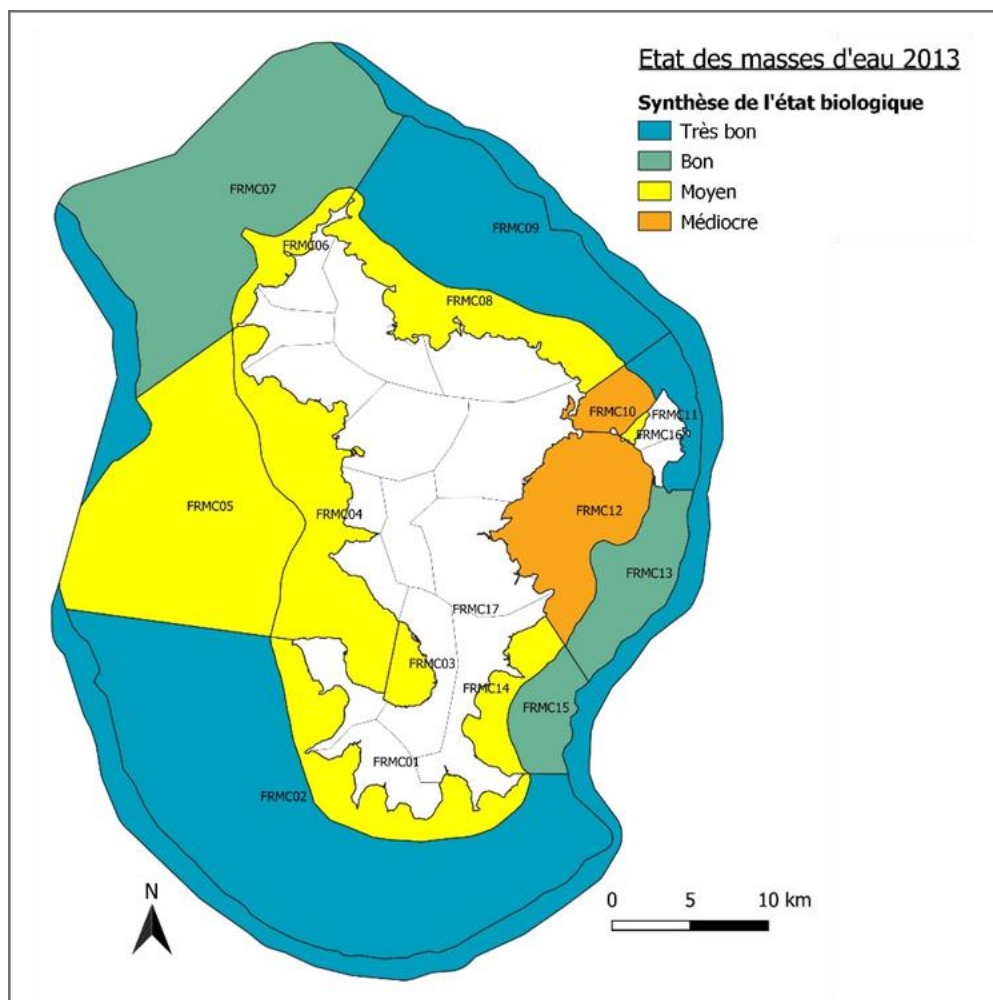 Etat des masses d'eau 2013
Synthèse de l'état biologique
Très bon
Bon
Moyen
Médiocre
FRMC07
FRMC09
FRMC06
FRMC08
FRMC10
FRMC11
FRMC16
FRMC05
FRMC04
FRMC12
FRMC13
FRMC17
FRMC03
FRMC14
FRMC15
FRMC01
FRMC02
N
0 5 10 km